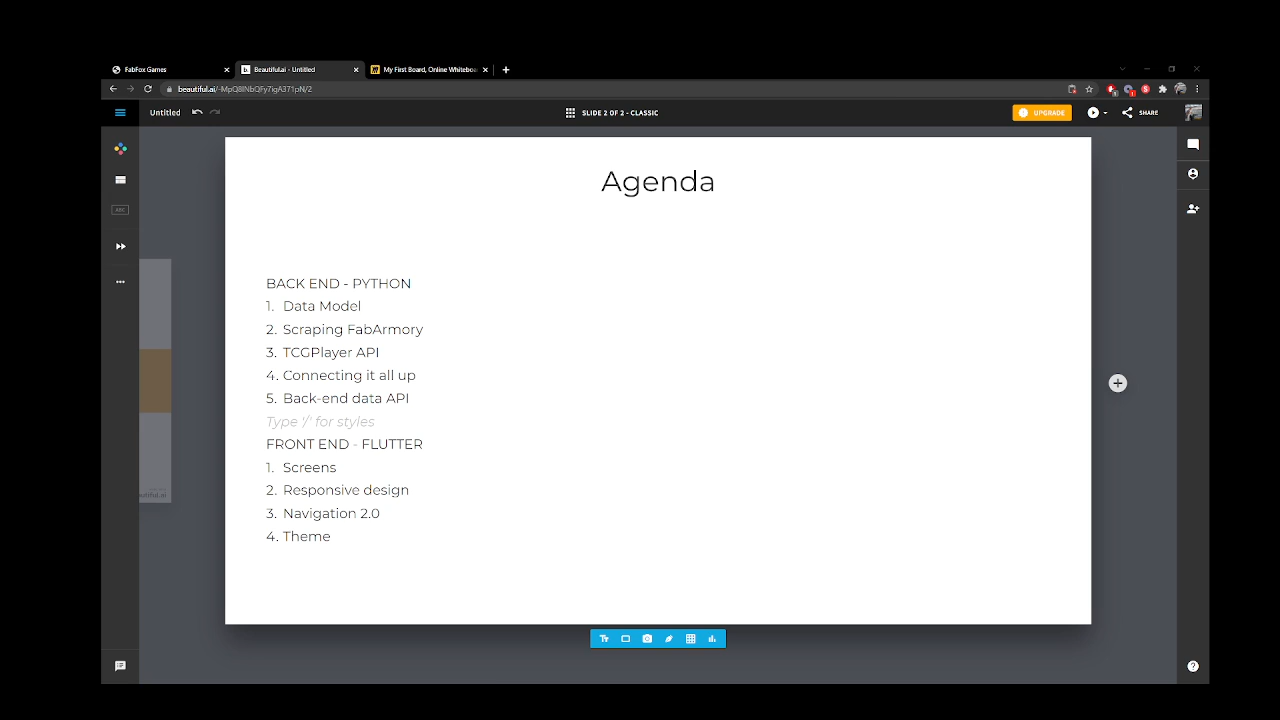 FabFox Games
Beautiful.ai - Untitled
My First Board, Online Whiteboa
beautiful.ai/-MpQ8INbQFy7igA371pN/2
Untitled
SLIDE 2 OF 2 - CLASSIC
UPGRADE
SHARE
ABC
Agenda
BACK END - PYTHON
1. Data Model
2. Scraping FabArmory
3. TCGPlayer API
4. Connecting it all up
5. Back-end data API
Type '/' for styles
FRONT END - FLUTTER
1. Screens
2. Responsive design
3. Navigation 2.0
4. Theme